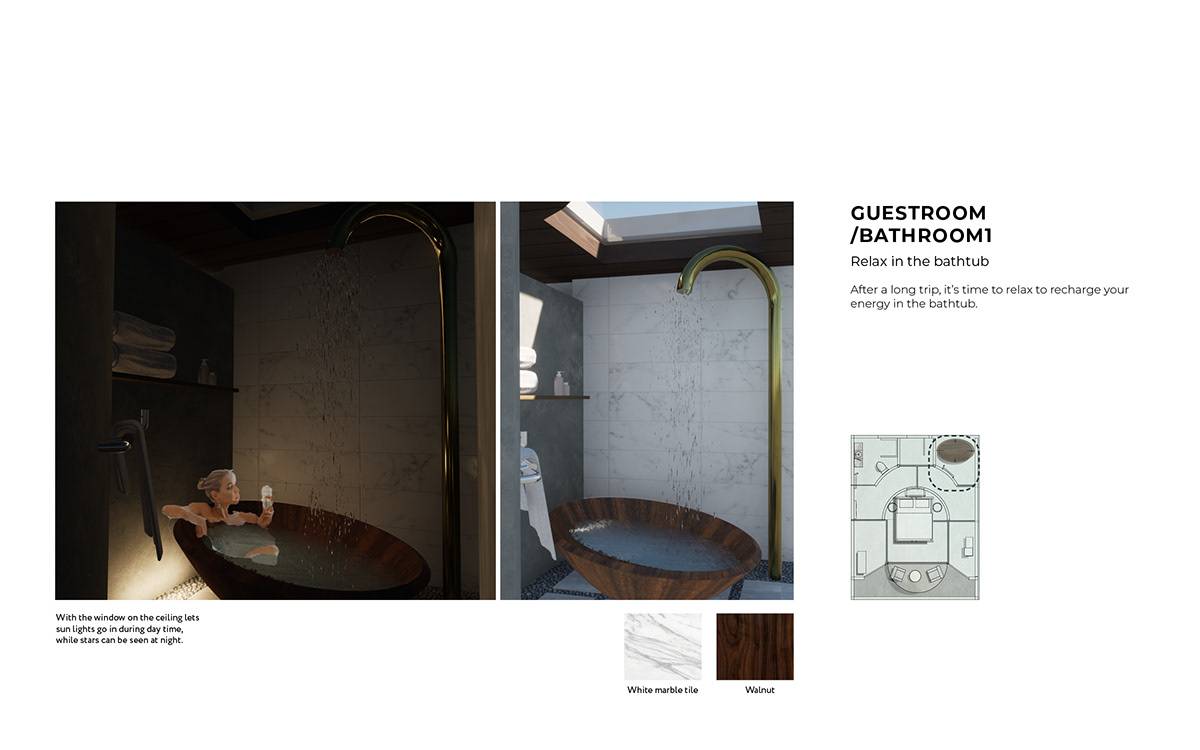 GUESTROOM
/BATHROOM1
Relax in the bathtub
After a long trip, it's time to relax to recharge your
energy in the bathtub.
With the window on the ceiling lets
sun lights go in during day time,
while stars can be seen at night.
White marble tile
Walnut